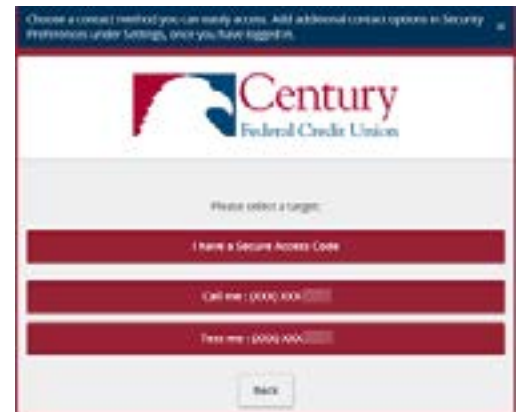 Choose a contact method you can easily access. Add additional contact options in Security
Preferences under Settings, once you have logged in.
Century
Federal Credit Union
Please select a target:
I have a Secure Access Code
Call me : (XXX) XXX
Text me : (XXX) XXX
Back